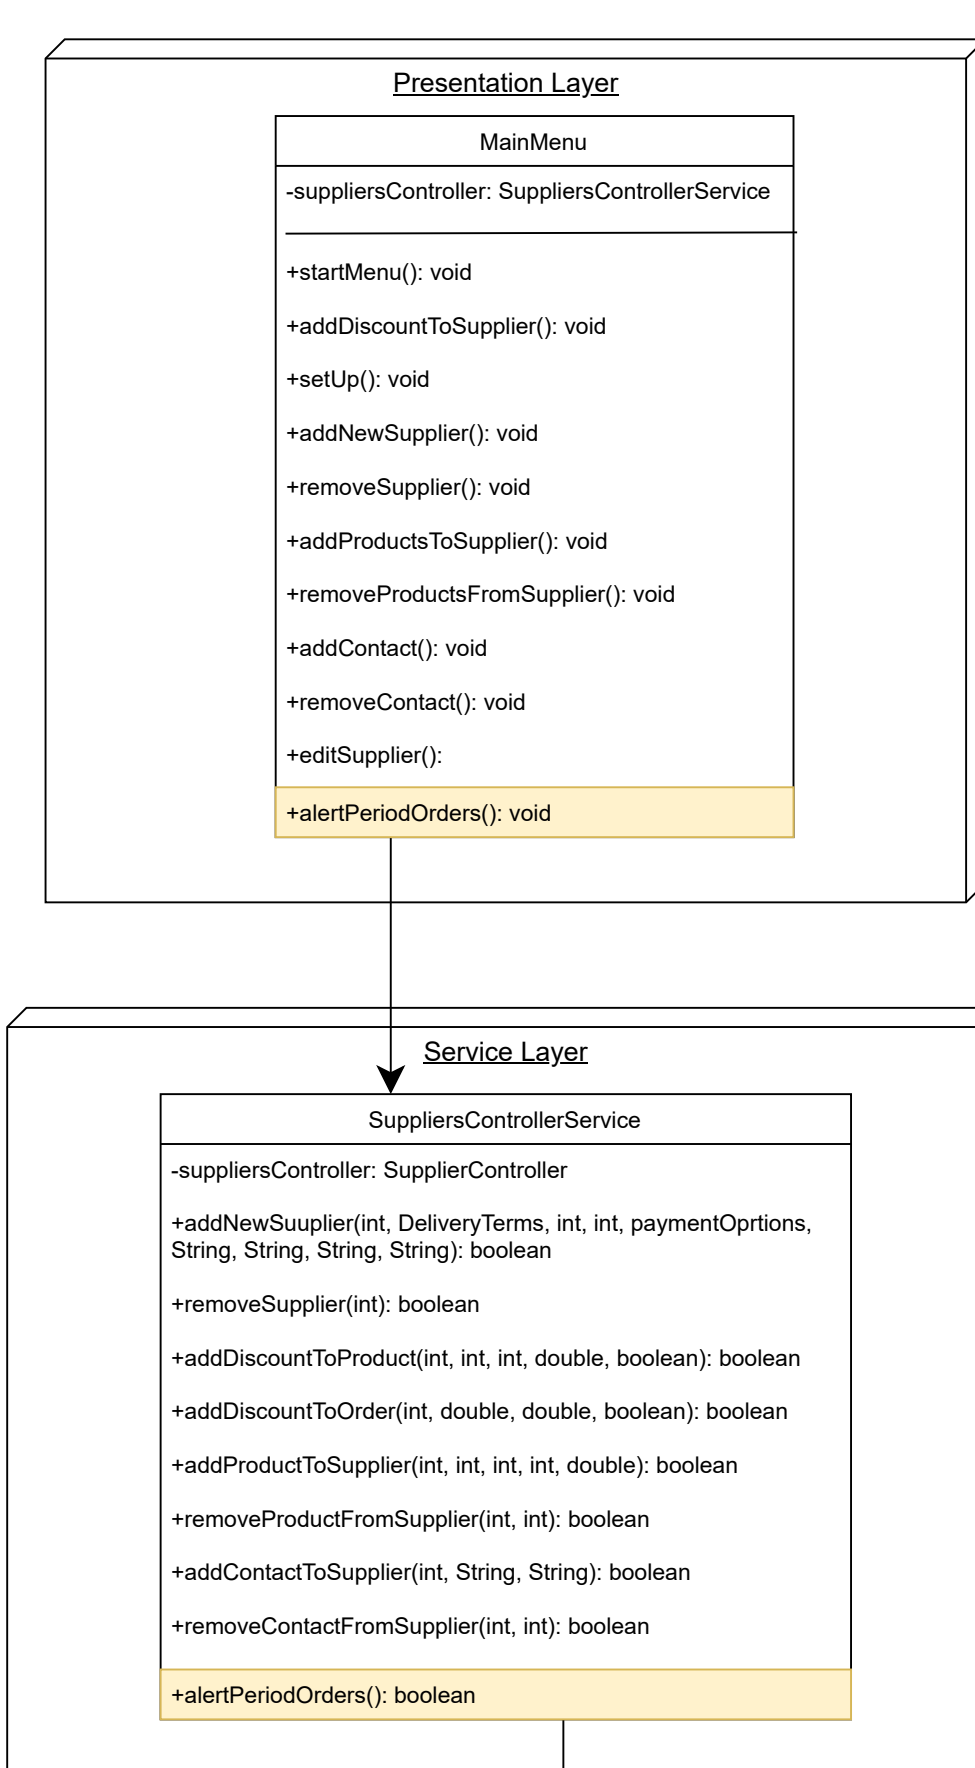 Presentation Layer
MainMenu
-suppliersController: SuppliersControllerService
+startMenu(): void
+addDiscountToSupplier(): void
+setUp(): void
+addNewSupplier(): void
+removeSupplier(): void
+addProductsToSupplier(): void
+removeProductsFromSupplier(): void
+addContact(): void
+removeContact(): void
+editSupplier():
+alertPeriodOrders(): void
Service Layer
SuppliersControllerService
-suppliersController: SupplierController
+addNewSuuplier(int, DeliveryTerms, int, int, paymentOprtions,
String, String, String, String): boolean
+removeSupplier(int): boolean
+addDiscountToProduct(int, int, int, double, boolean): boolean
+addDiscountToOrder(int, double, double, boolean): boolean
+addProductToSupplier(int, int, int, int, double): boolean
+removeProductFromSupplier(int, int): boolean
+addContactToSupplier(int, String, String): boolean
+removeContactFromSupplier(int, int): boolean
+alertPeriodOrders(): boolean